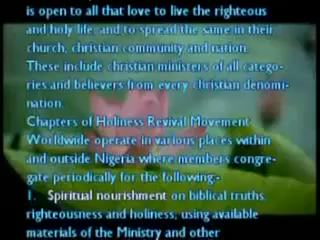 is open to all that love to live the righteous
and holy life, and to spread the same in their
church, christian community and nation.
These include christian ministers of all catego-
ries and believers from every christian denomi-
nation.
Chapters of Holiness Revival Movement
Worldwide operate in various places within
and outside Nigeria where members congre-
gate periodically for the following:-
1. Spiritual nourishment on biblical truths,
righteousness and holiness, using available
materials of the Ministry and other